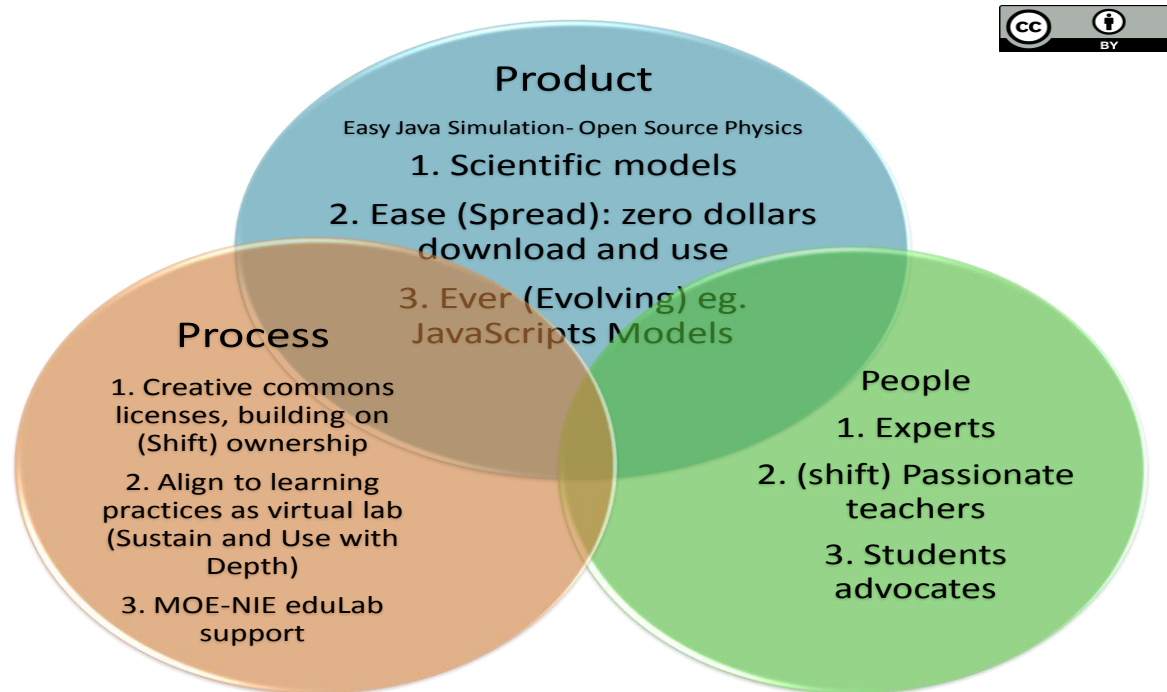 cc
BY
Product
Easy Java Simulation- Open Source Physics
1. Scientific models
2. Ease (Spread): zero dollars
download and use
3. Ever (Evolving) eg.
JavaScripts Models
Process
1. Creative commons
licenses, building on
(Shift) ownership
2. Align to learning
practices as virtual lab
(Sustain and Use with
Depth)
3. MOE-NIE eduLab
support
People
1. Experts
2. (shift) Passionate
teachers
3. Students
advocates